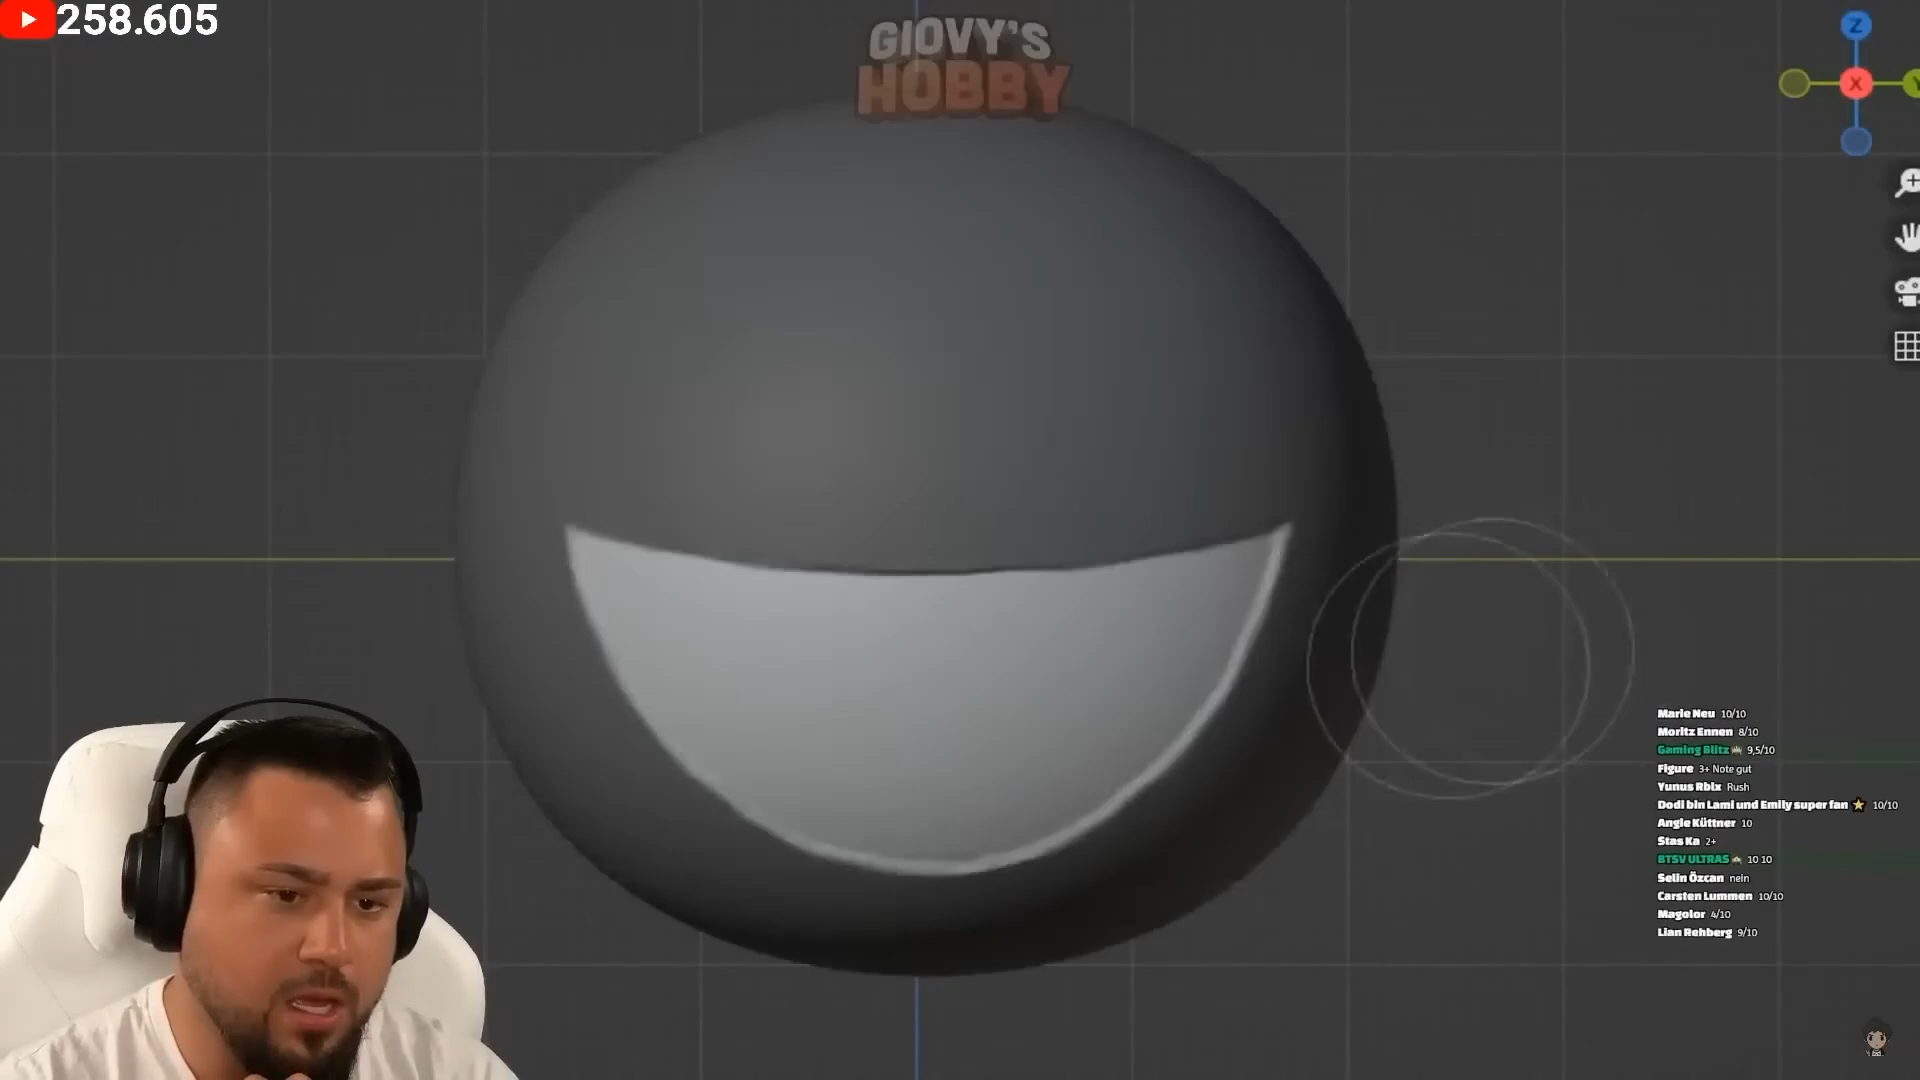 258.605
GIOVY'S
HOBBY
Z
X
Y
Marie Neu 10/10
Moritz Ennen 8/10
Gaming Blitz 9,5/10
Figure 3+ Note gut
Yunus Rblx Rush
Dodi bin Lami und Emily super fan 10/10
Angie Küttner 10
Stas Ka 2+
BTSV ULTRAS 10 10
Selin Özcan nein
Carsten Lummen 10/10
Magolor 4/10
Lian Rehberg 9/10